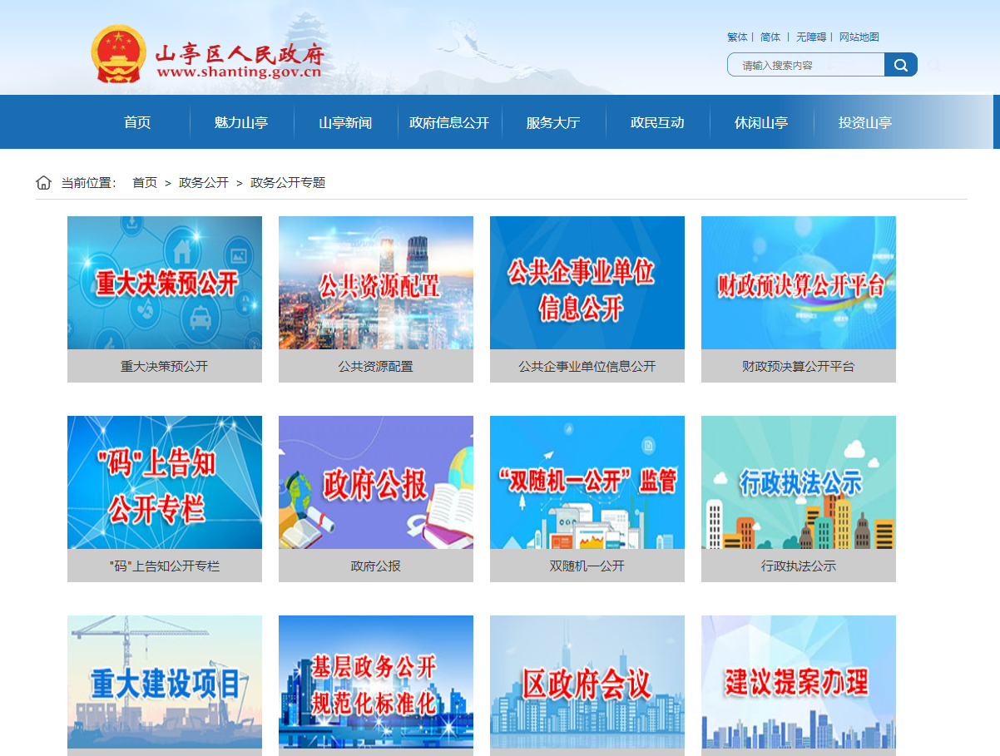 繁体 | 简体 | 无障碍 | 网站地图
山亭区人民政府
www.shanting.gov.cn
请输入搜索内容
首页 魅力山亭 山亭新闻 政府信息公开 服务大厅 政民互动 休闲山亭 投资山亭
当前位置： 首页 > 政务公开 > 政务公开专题
重大决策预公开
公共资源配置
公共企事业单位
信息公开
财政预决算公开平台
重大决策预公开
公共资源配置
公共企事业单位信息公开
财政预决算公开平台
"码"上告知
公开专栏
政府公报
“双随机一公开”监管
行政执法公示
"码"上告知公开专栏
政府公报
双随机一公开
行政执法公示
重大建设项目
基层政务公开
规范化标准化
区政府会议
建议提案办理